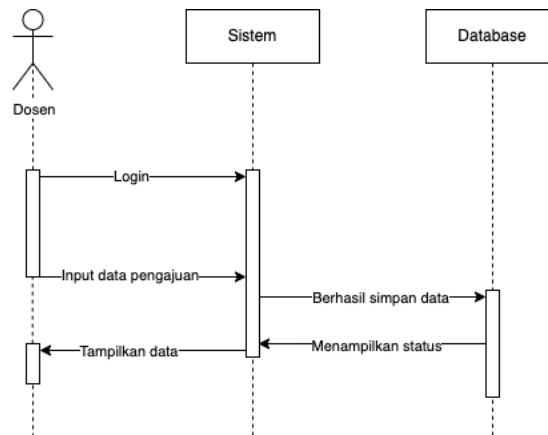 Sistem
Database
Dosen
Login
Input data pengajuan
Berhasil simpan data
Menampilkan status
Tampilkan data